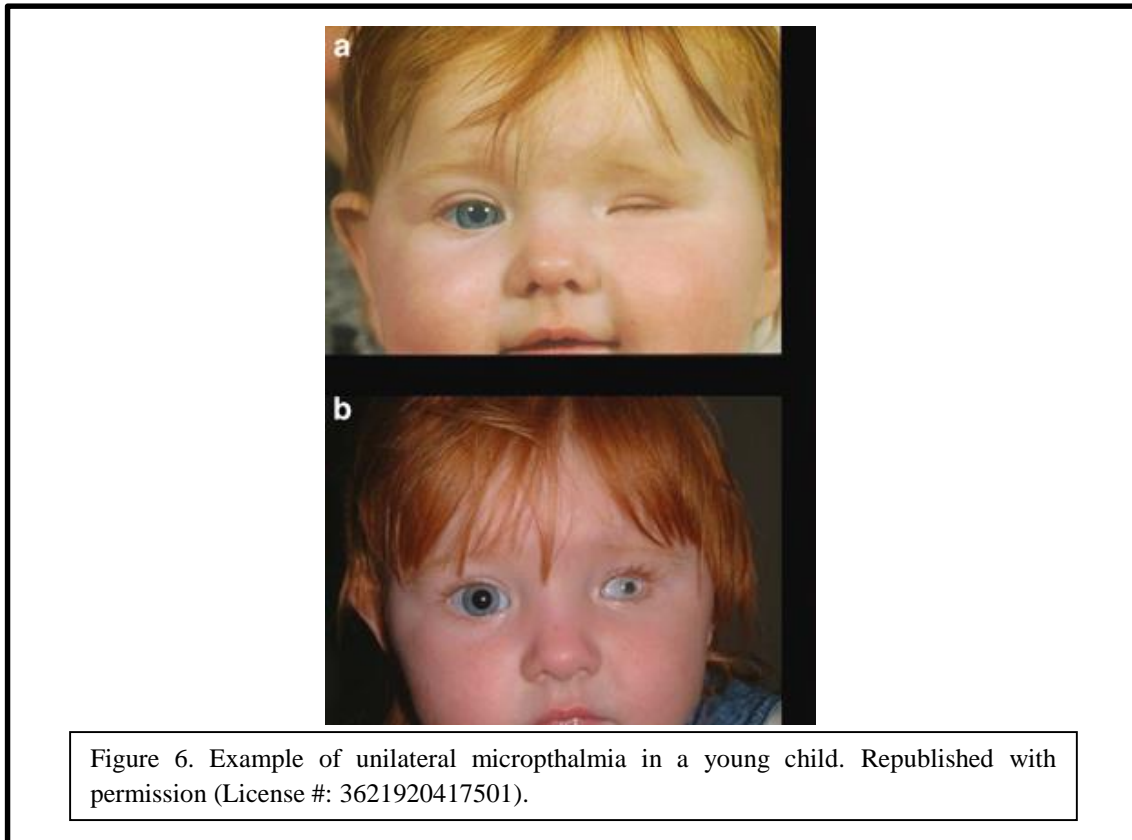 a
b
Figure 6. Example of unilateral micropthalmia in a young child. Republished with
permission (License #: 3621920417501).